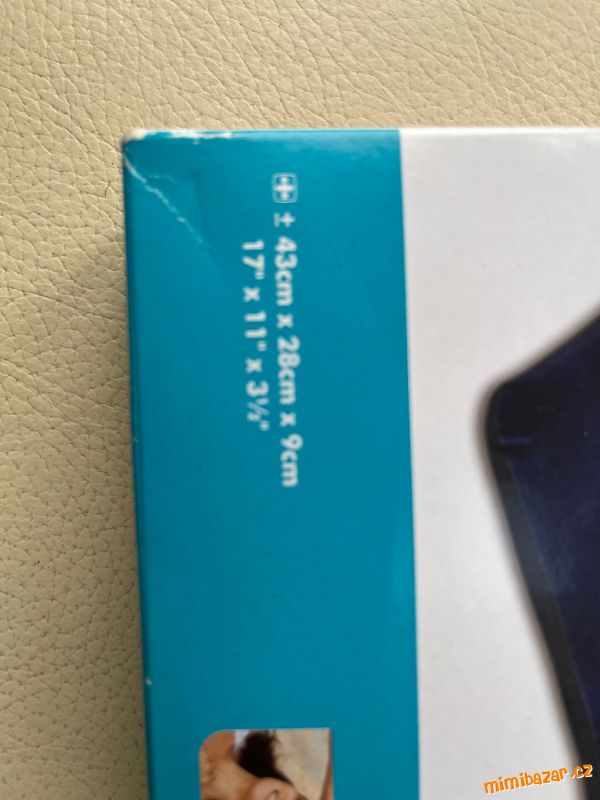 ± 43cm x 28cm x 9cm
17" x 11" x 3½"
mimibazar.cz